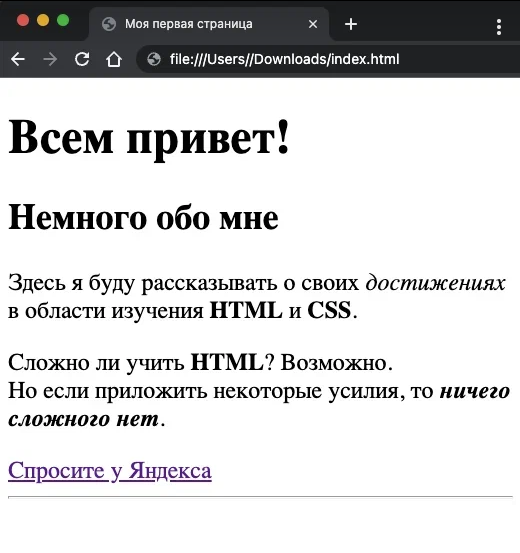 Моя первая страница
file:///Users//Downloads/index.html
Всем привет!
Немного обо мне
Здесь я буду рассказывать о своих достижениях
в области изучения HTML и CSS.
Сложно ли учить HTML? Возможно.
Но если приложить некоторые усилия, то ничего
сложного нет.
Спросите у Яндекса